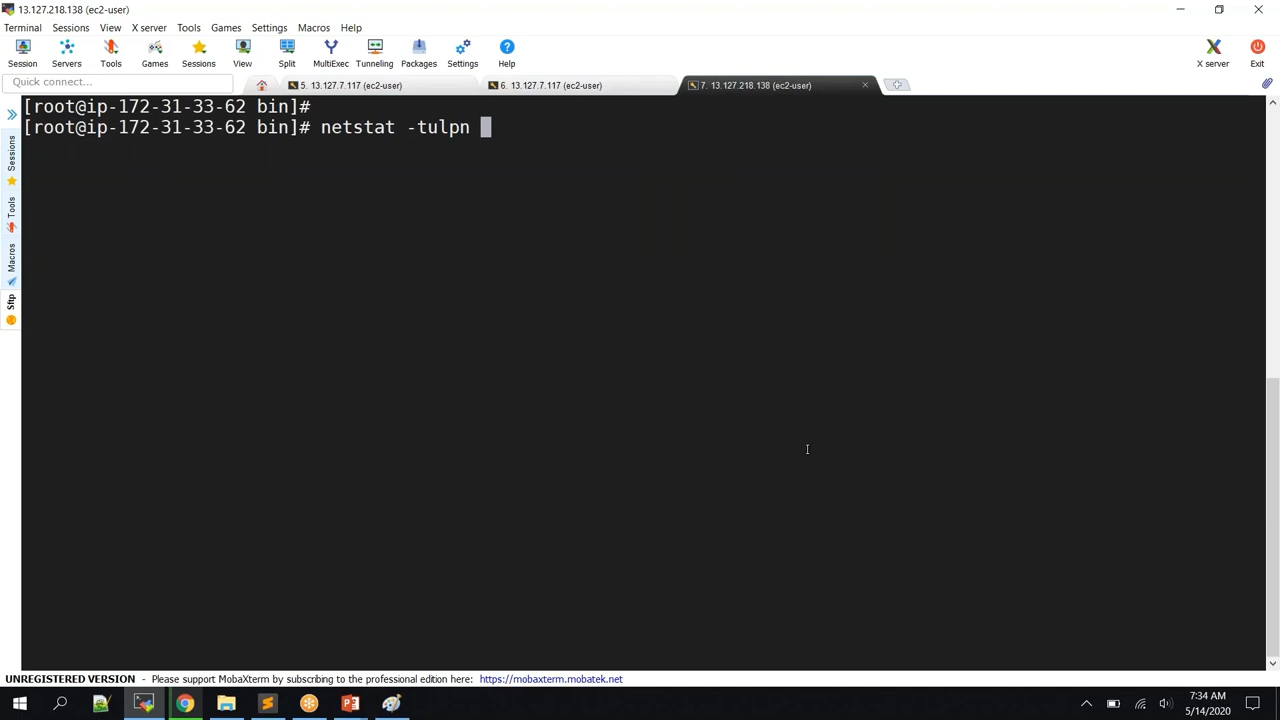 13.127.218.138 (ec2-user)
Terminal Sessions View X server Tools Games Settings Macros Help
Session Servers Tools Games Sessions View Split MultiExec Tunneling Packages Settings Help X server Exit
Quick connect...
5. 13.127.7.117 (ec2-user)
6. 13.127.7.117 (ec2-user)
7. 13.127.218.138 (ec2-user)
Sessions
Tools
Macros
Sftp
[root@ip-172-31-33-62 bin]#
[root@ip-172-31-33-62 bin]# netstat -tulpn
UNREGISTERED VERSION - Please support MobaXterm by subscribing to the professional edition here: https://mobaxterm.mobatek.net
7:34 AM
5/14/2020